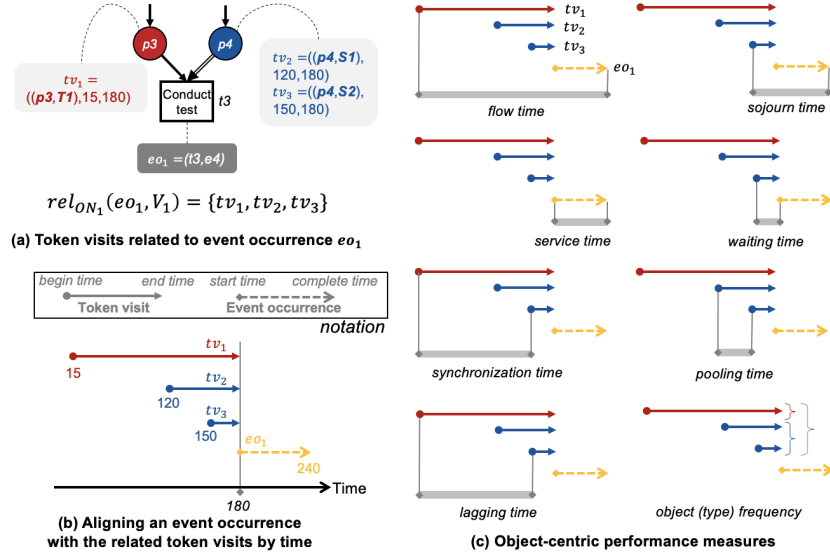 p3
p4
tv₁ =
((p3,T1),15,180)
tv₂ =((p4,S1),
120,180)
tv₃ =((p4,S2),
150,180)
Conduct
test
t3
eo₁ =(t3,e4)
rel_ON₁(eo₁,V₁) = {tv₁,tv₂,tv₃}
(a) Token visits related to event occurrence eo₁
begin time
end time
start time
complete time
Token visit
Event occurrence
notation
tv₁
15
tv₂
120
tv₃
150
eo₁
240
Time
180
(b) Aligning an event occurrence
with the related token visits by time
tv₁
tv₂
tv₃
eo₁
flow time
sojourn time
service time
waiting time
synchronization time
pooling time
lagging time
object (type) frequency
(c) Object-centric performance measures